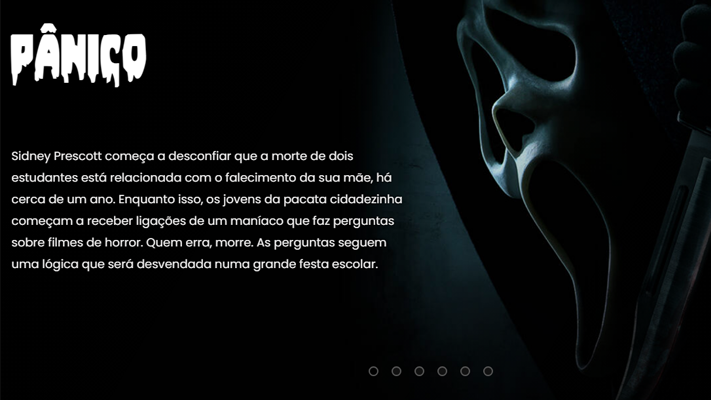 PÂNICO
Sidney Prescott começa a desconfiar que a morte de dois
estudantes está relacionada com o falecimento da sua mãe, há
cerca de um ano. Enquanto isso, os jovens da pacata cidadezinha
começam a receber ligações de um maníaco que faz perguntas
sobre filmes de horror. Quem erra, morre. As perguntas seguem
uma lógica que será desvendada numa grande festa escolar.